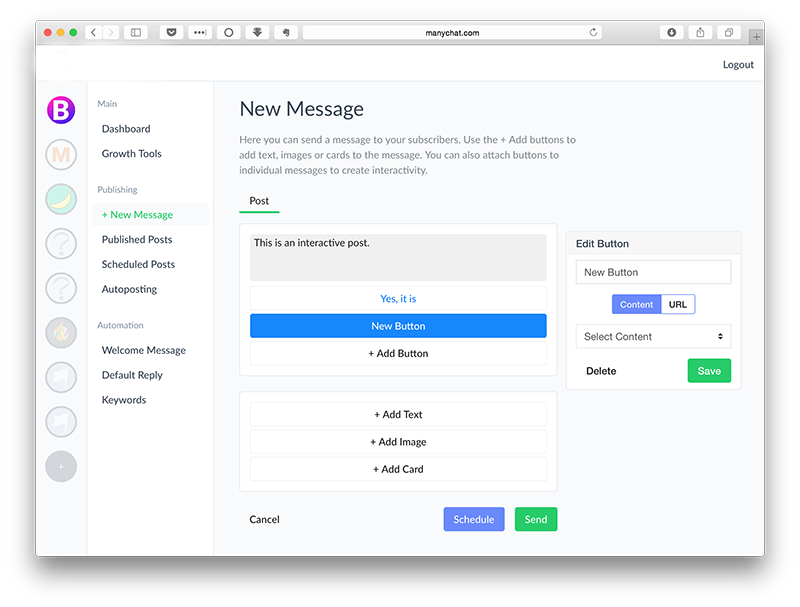 manychat.com
Logout
B
M
Main
Dashboard
Growth Tools
Publishing
+ New Message
Published Posts
Scheduled Posts
Autoposting
Automation
Welcome Message
Default Reply
Keywords
New Message
Here you can send a message to your subscribers. Use the + Add buttons to
add text, images or cards to the message. You can also attach buttons to
individual messages to create interactivity.
Post
This is an interactive post.
Yes, it is
New Button
+ Add Button
+ Add Text
+ Add Image
+ Add Card
Cancel
Schedule
Send
Edit Button
New Button
Content
URL
Select Content
Delete
Save